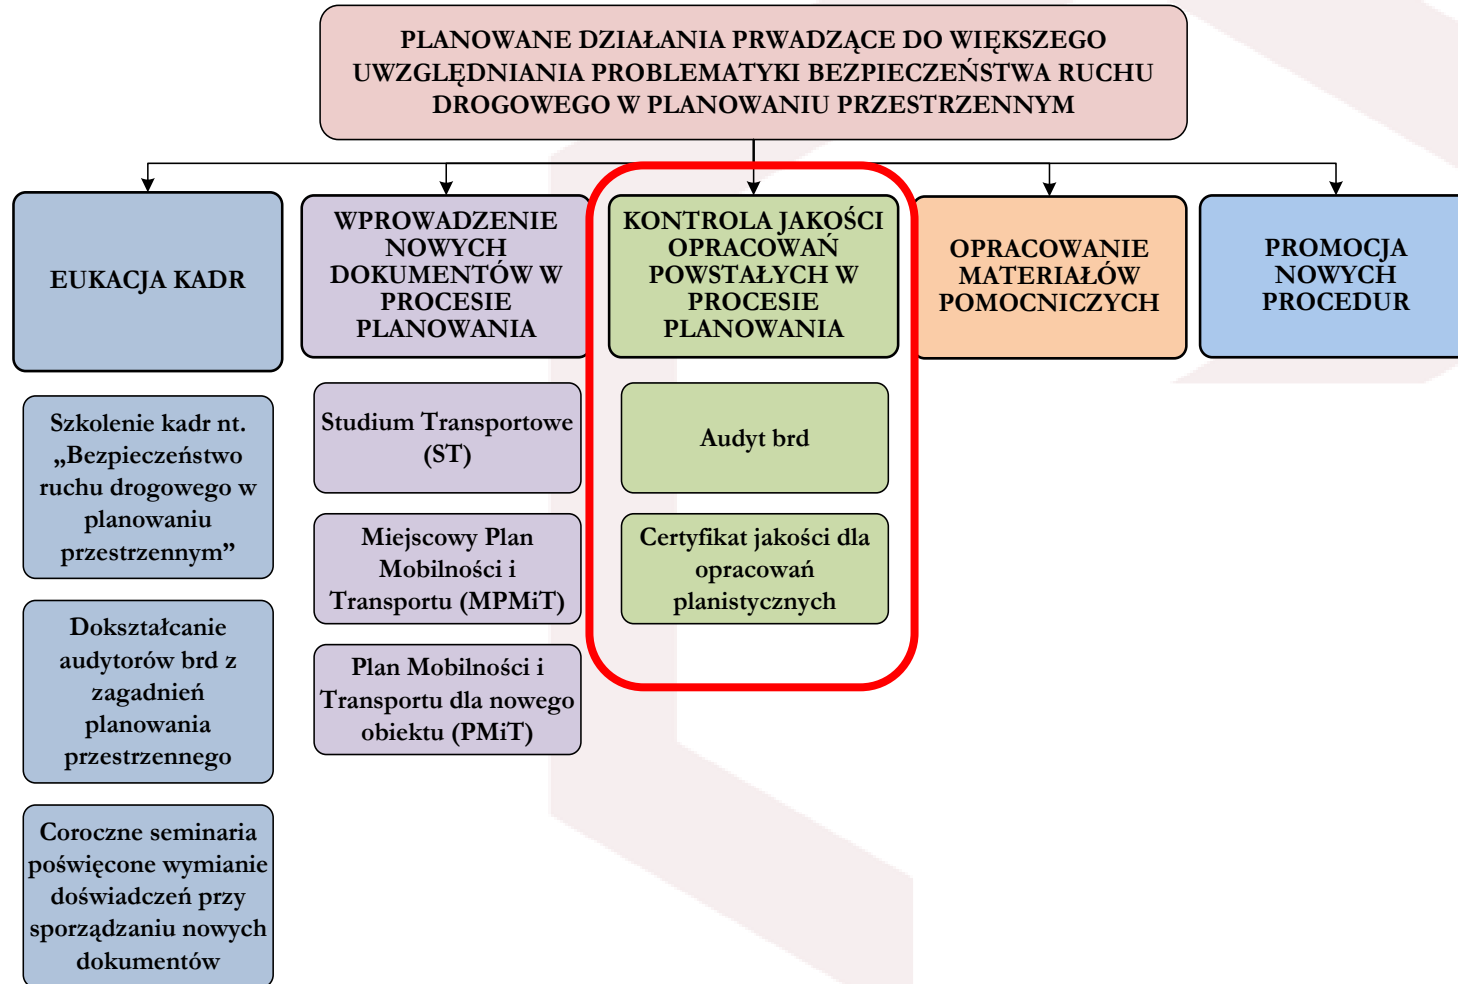 PLANOWANE DZIAŁANIA PRWADZĄCE DO WIĘKSZEGO
UWZGLĘDNIANIA PROBLEMATYKI BEZPIECZEŃSTWA RUCHU
DROGOWEGO W PLANOWANIU PRZESTRZENNYM
EUKACJA KADR
Szkolenie kadr nt.
„Bezpieczeństwo
ruchu drogowego w
planowaniu
przestrzennym”
Dokształcanie
audytorów brd z
zagadnień
planowania
przestrzennego
Coroczne seminaria
poświęcone wymianie
doświadczeń przy
sporządzaniu nowych
dokumentów
WPROWADZENIE
NOWYCH
DOKUMENTÓW W
PROCESIE
PLANOWANIA
Studium Transportowe
(ST)
Miejscowy Plan
Mobilności i
Transportu (MPMiT)
Plan Mobilności i
Transportu dla nowego
obiektu (PMiT)
KONTROLA JAKOŚCI
OPRACOWAŃ
POWSTAŁYCH W
PROCESIE
PLANOWANIA
Audyt brd
Certyfikat jakości dla
opracowań
planistycznych
OPRACOWANIE
MATERIAŁÓW
POMOCNICZYCH
PROMOCJA
NOWYCH
PROCEDUR